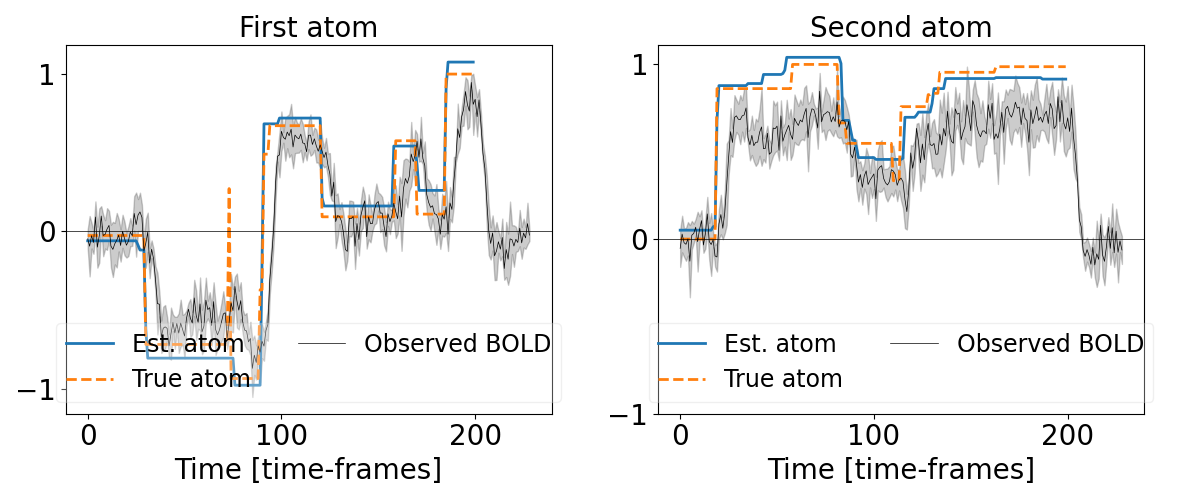 First atom
1
0
−1
Est. atom
True atom
Observed BOLD
0 100 200
Time [time-frames]
Second atom
1
0
−1
Est. atom
True atom
Observed BOLD
0 100 200
Time [time-frames]